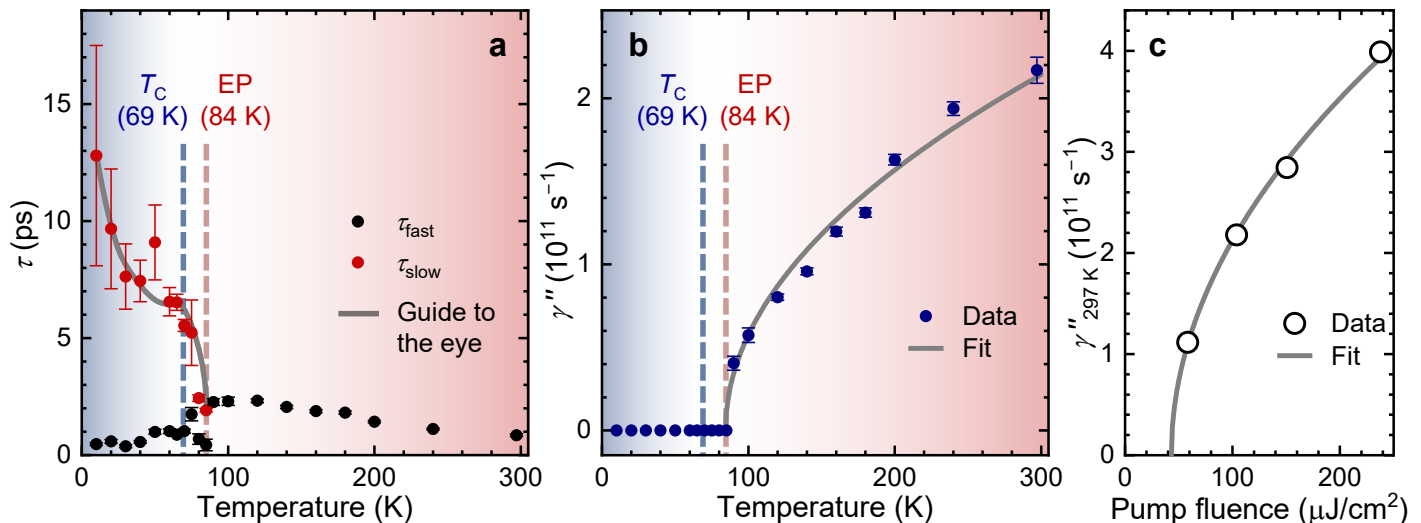 a
T_C
(69 K)
EP
(84 K)
τ_fast
τ_slow
Guide to
the eye
15
10
5
0
τ (ps)
0
100
200
300
Temperature (K)
b
T_C
(69 K)
EP
(84 K)
Data
Fit
2
1
0
γ″ (10^11 s^−1)
0
100
200
300
Temperature (K)
c
Data
Fit
4
3
2
1
0
γ″_297 K (10^11 s^−1)
0
100
200
Pump fluence (μJ/cm^2)